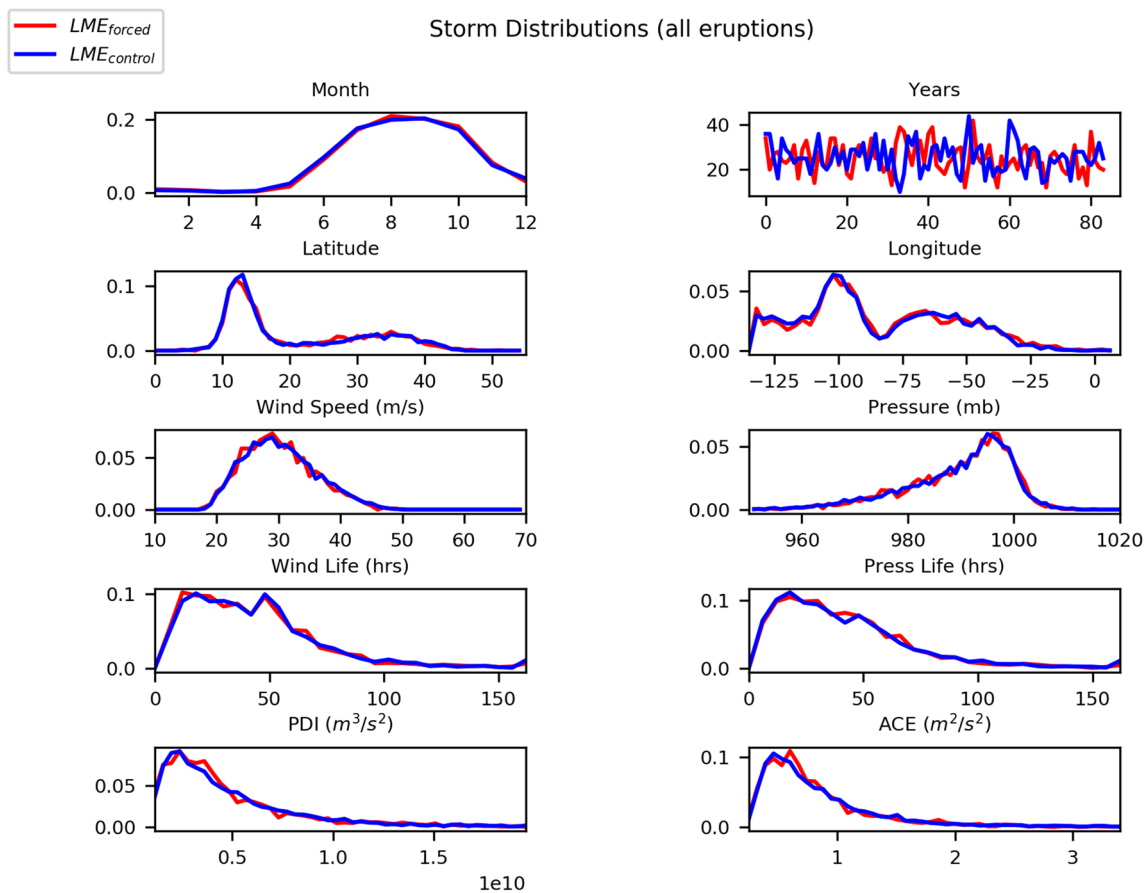 LME_forced
LME_control
Storm Distributions (all eruptions)
Month
Years
0.2
0.0
2 4 6 8 10 12
40
20
0 20 40 60 80
Latitude
Longitude
0.1
0.0
0 10 20 30 40 50
0.05
0.00
−125 −100 −75 −50 −25 0
Wind Speed (m/s)
Pressure (mb)
0.05
0.00
10 20 30 40 50 60 70
0.05
0.00
960 980 1000 1020
Wind Life (hrs)
Press Life (hrs)
0.1
0.0
0 50 100 150
0.1
0.0
0 50 100 150
PDI (m³/s²)
ACE (m²/s²)
0.05
0.00
0.5 1.0 1.5
1e10
0.1
0.0
1 2 3